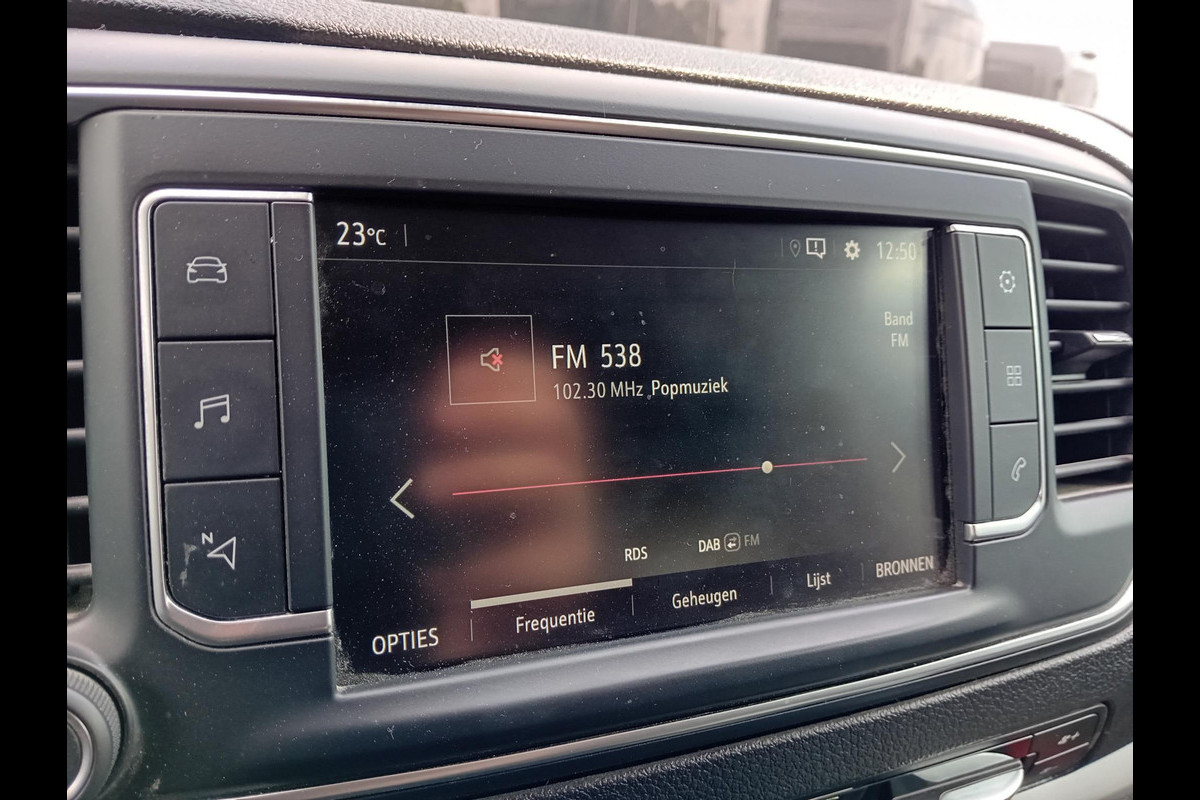 23°C
12:50
Band
FM
FM 538
102.30 MHz Popmuziek
RDS
DAB FM
OPTIES
Frequentie
Geheugen
Lijst
BRONNEN
N